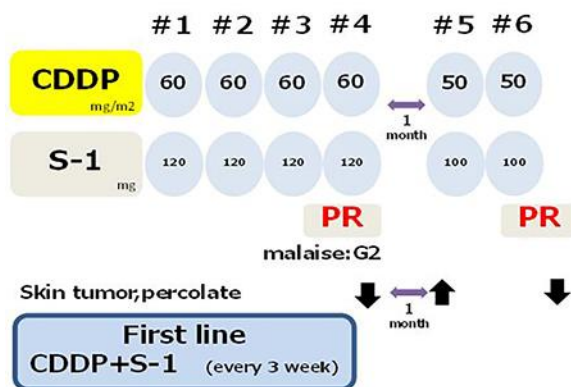 #1 #2 #3 #4 #5 #6
CDDP 60 60 60 60 50 50
mg/m2
1
month
S-1 120 120 120 120 100 100
mg
PR PR
malaise:G2
Skin tumor,percolate
1
month
First line
CDDP+S-1 (every 3 week)